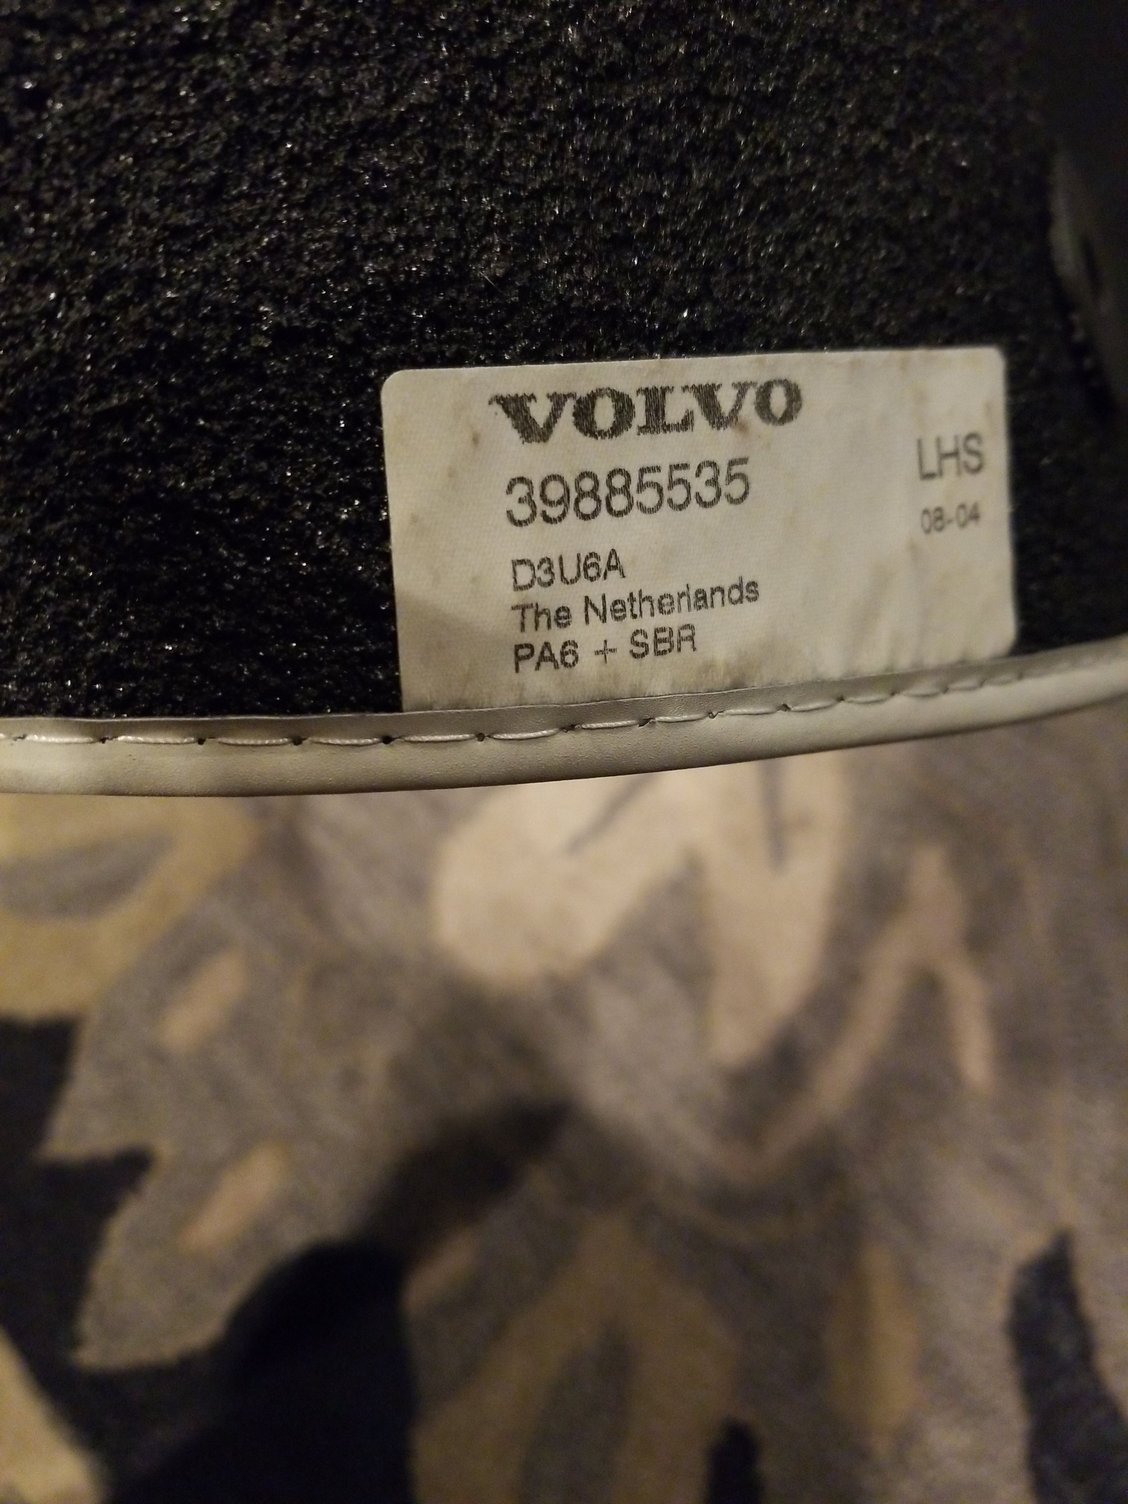 VOLVO
39885535
LHS
08-04
D3U6A
The Netherlands
PA6 + SBR